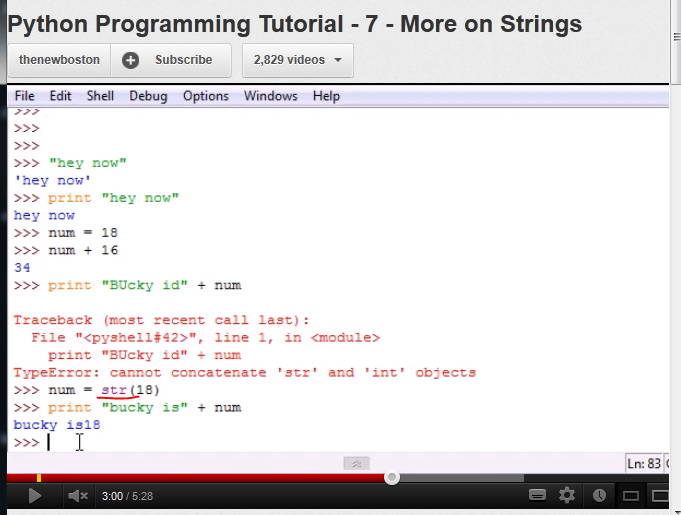 Python Programming Tutorial - 7 - More on Strings
thenewboston Subscribe 2,829 videos
File Edit Shell Debug Options Windows Help
>>>
>>>
>>>
>>> "hey now"
'hey now'
>>> print "hey now"
hey now
>>> num = 18
>>> num + 16
34
>>> print "BUcky id" + num
Traceback (most recent call last):
File "<pyshell#42>", line 1, in <module>
print "BUcky id" + num
TypeError: cannot concatenate 'str' and 'int' objects
>>> num = str(18)
>>> print "bucky is" + num
bucky is18
>>>
Ln: 83
3:00 / 5:28